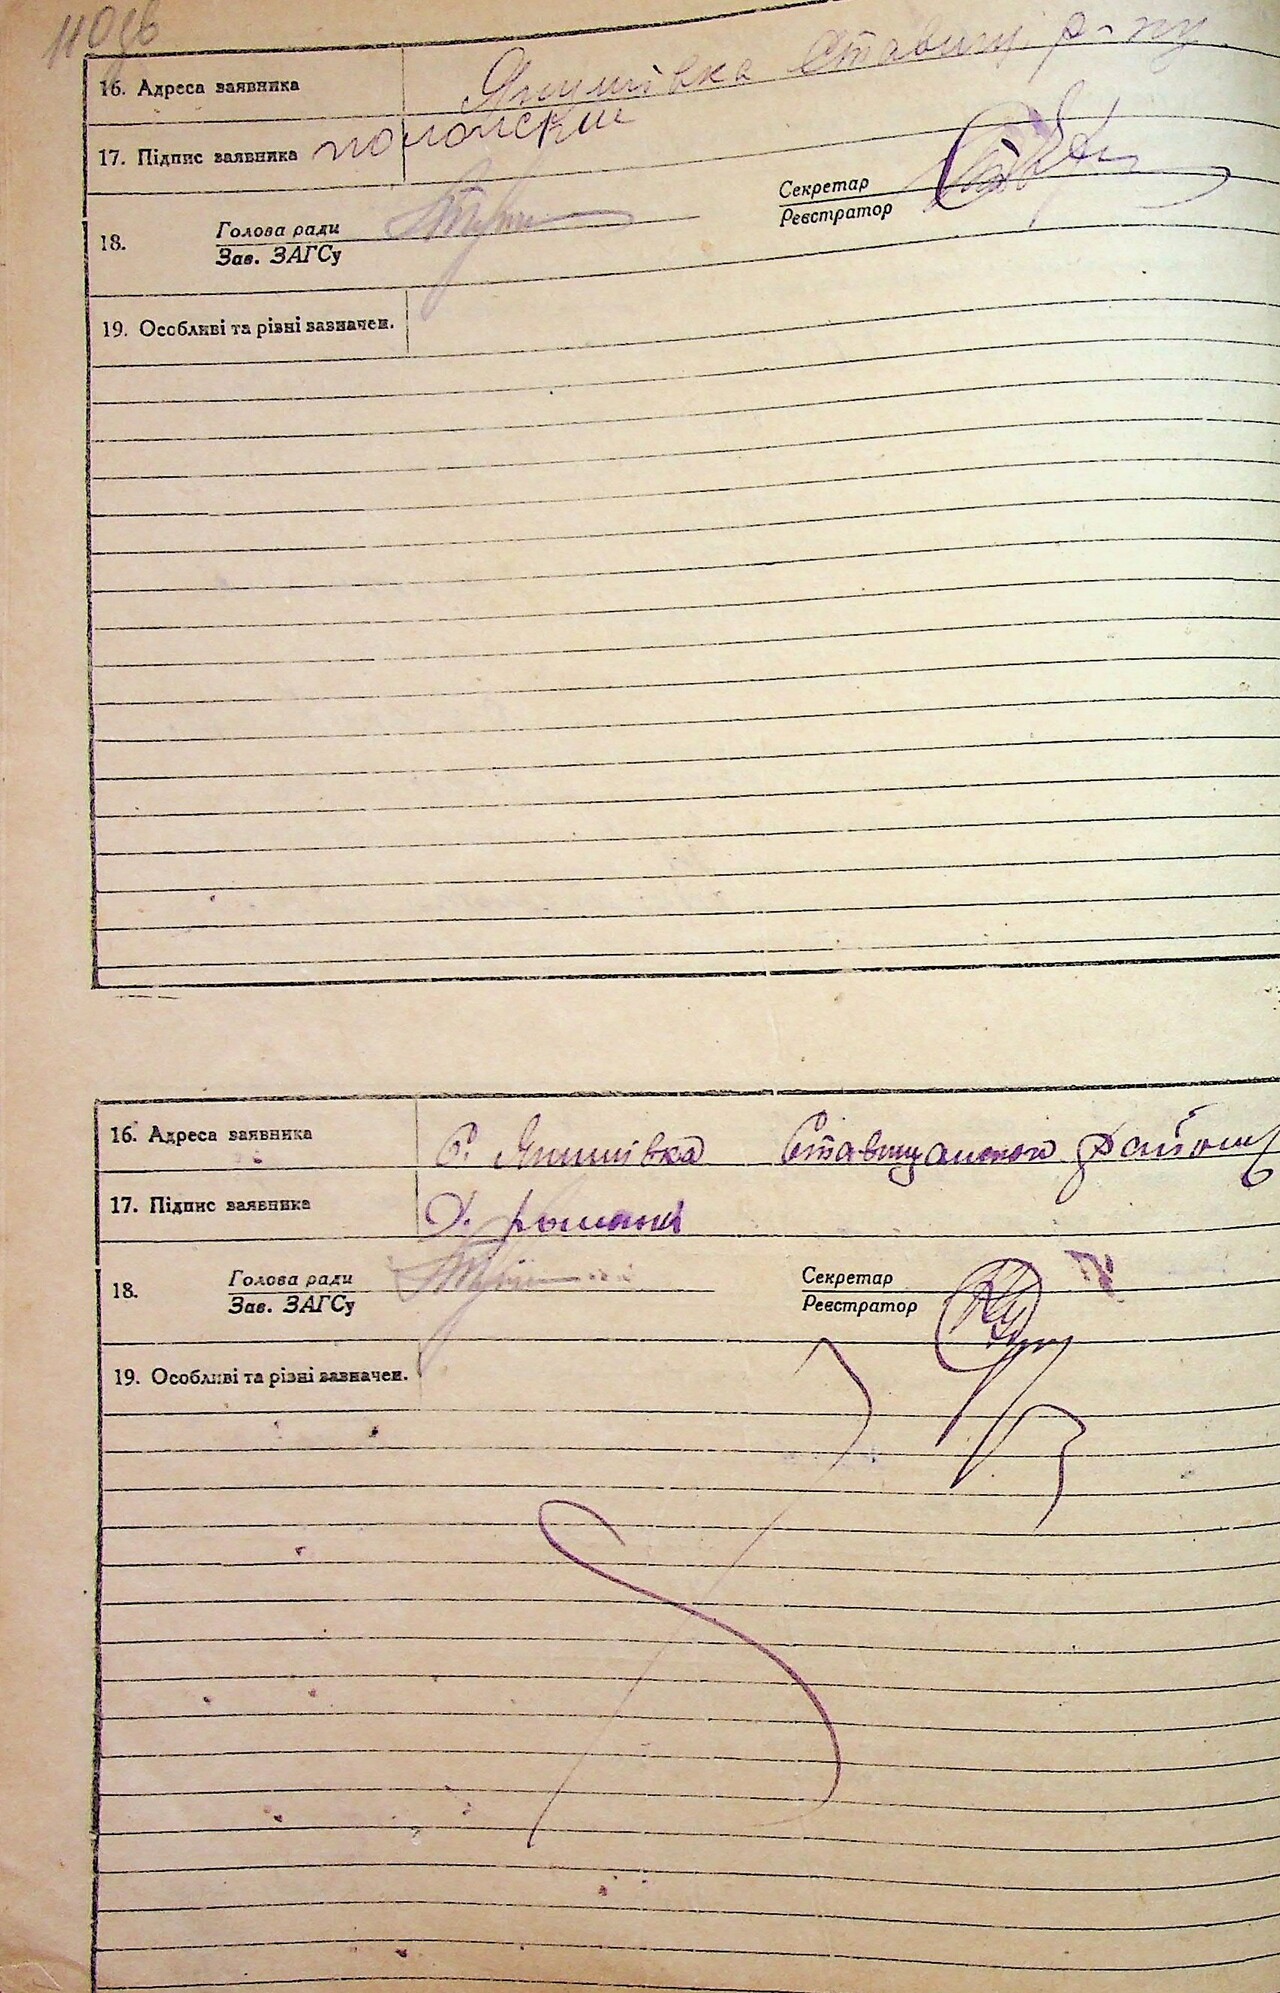 110 зв
16. Адреса заявника Янишівка Ставищ. р-ну
17. Підпис заявника
18. Голова ради Секретар
Зав. ЗАГСу Реєстратор
19. Особливі та різні зазначен.
16. Адреса заявника с. Янишівка Ставищанського району
17. Підпис заявника
18. Голова ради Секретар
Зав. ЗАГСу Реєстратор
19. Особливі та різні зазначен.